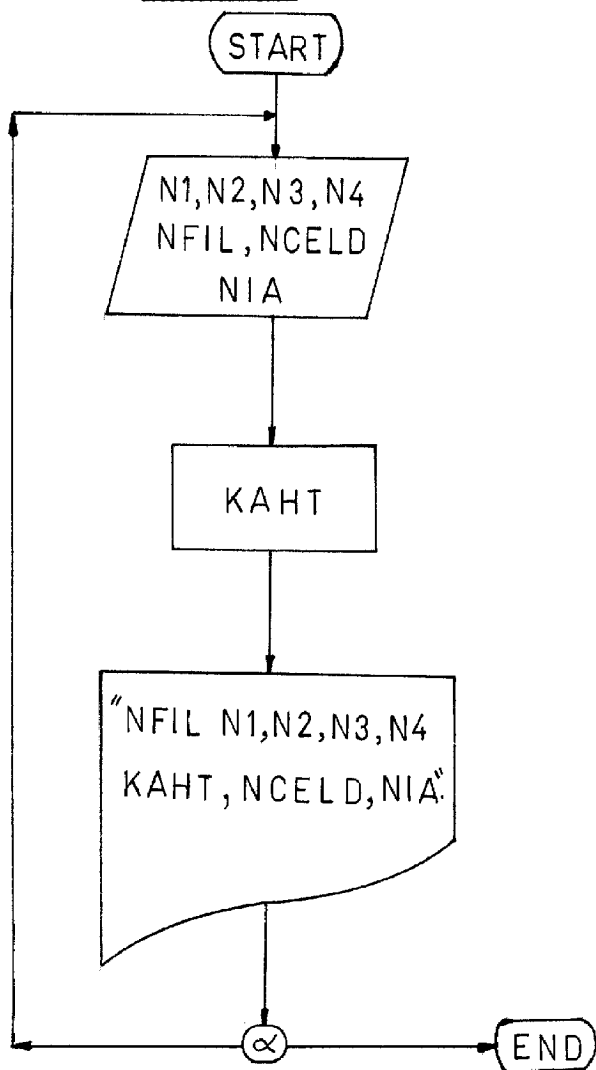 START
N1,N2,N3,N4
NFIL,NCELD
NIA
KAHT
"NFIL N1,N2,N3,N4
KAHT,NCELD,NIA".
∝
END